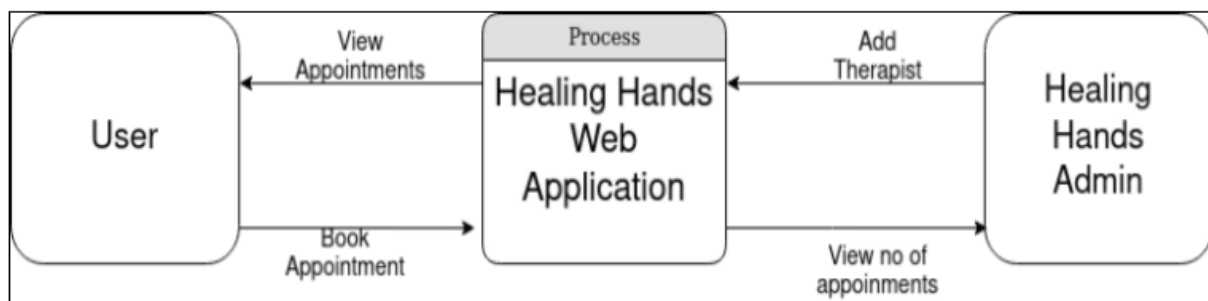 User
View
Appointments
Book
Appointment
Process
Healing Hands
Web
Application
Add
Therapist
View no of
appoinments
Healing
Hands
Admin